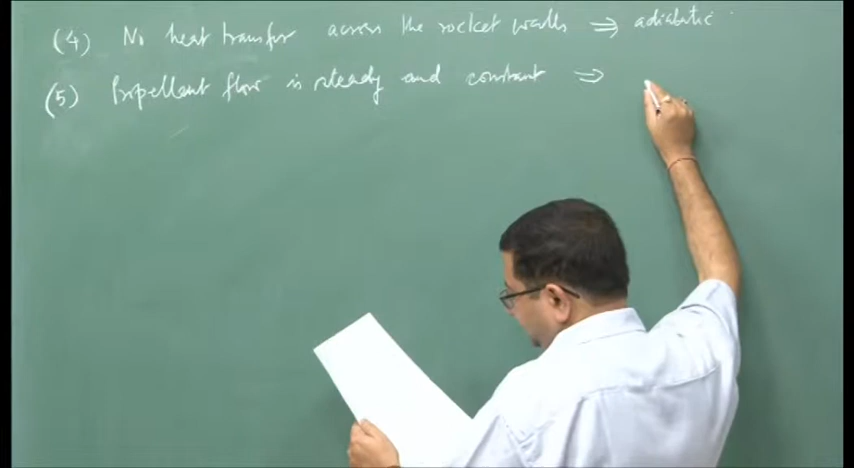 (4) No heat transfer across the rocket walls ⇒ adiabatic.
(5) Propellant flow is steady and constant ⇒